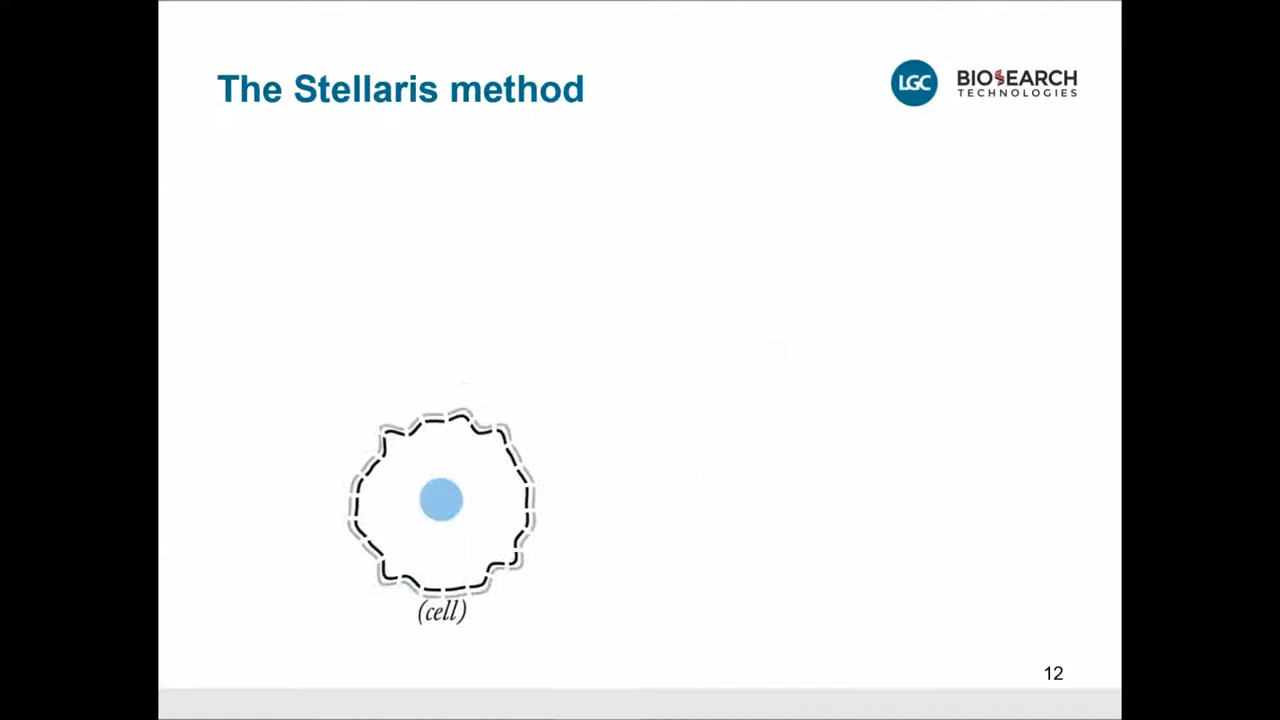 The Stellaris method
LGC
BIOSEARCH
TECHNOLOGIES
(cell)
12